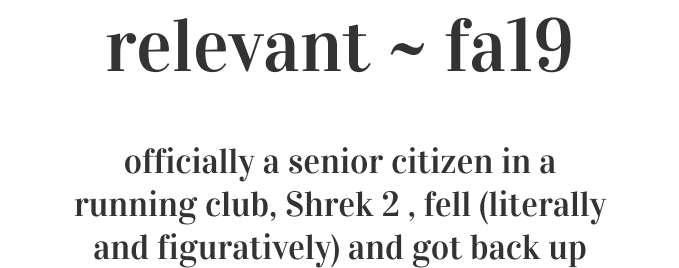 relevant ~ fa19
officially a senior citizen in a
running club, Shrek 2 , fell (literally
and figuratively) and got back up